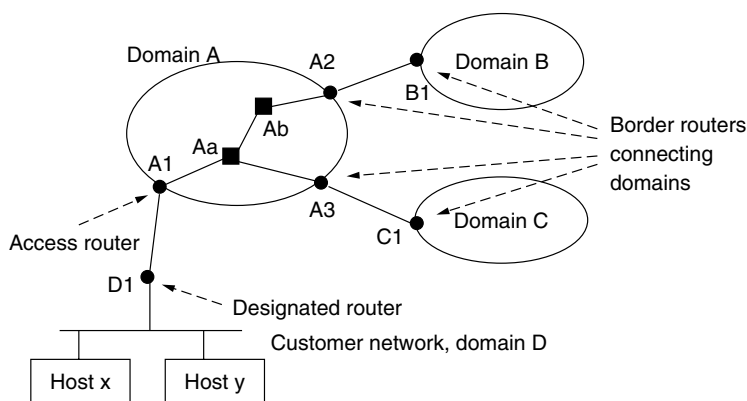 Domain A
A2
Domain B
B1
Ab
Border routers
connecting
domains
Aa
A1
A3
Domain C
C1
Access router
D1
Designated router
Customer network, domain D
Host x
Host y